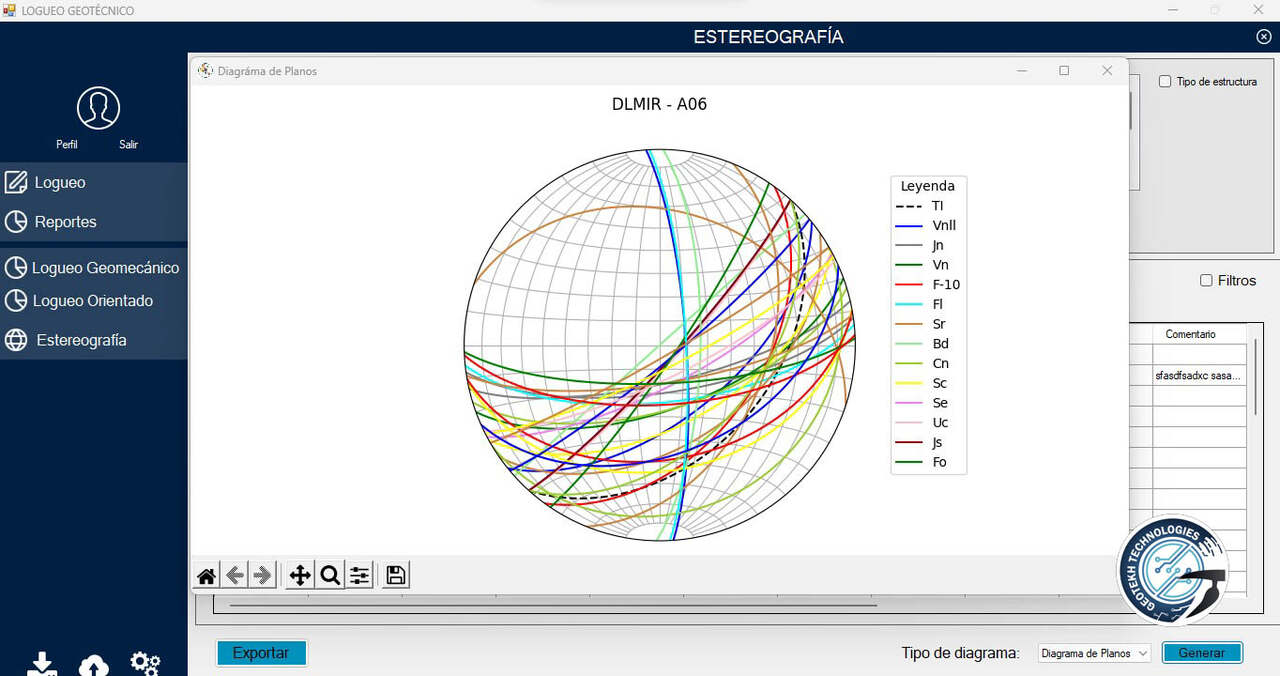 LOGUEO GEOTÉCNICO
ESTEREOGRAFÍA
Perfil
Salir
Logueo
Reportes
Logueo Geomecánico
Logueo Orientado
Estereografía
Diagráma de Planos
DLMIR - A06
Leyenda
Tl
Vnll
Jn
Vn
F-10
Fl
Sr
Bd
Cn
Sc
Se
Uc
Js
Fo
Tipo de estructura
Filtros
Comentario
sfasdfsadxc sasa...
GEOTEKH TECHNOLOGIES
Exportar
Tipo de diagrama:
Diagrama de Planos
Generar